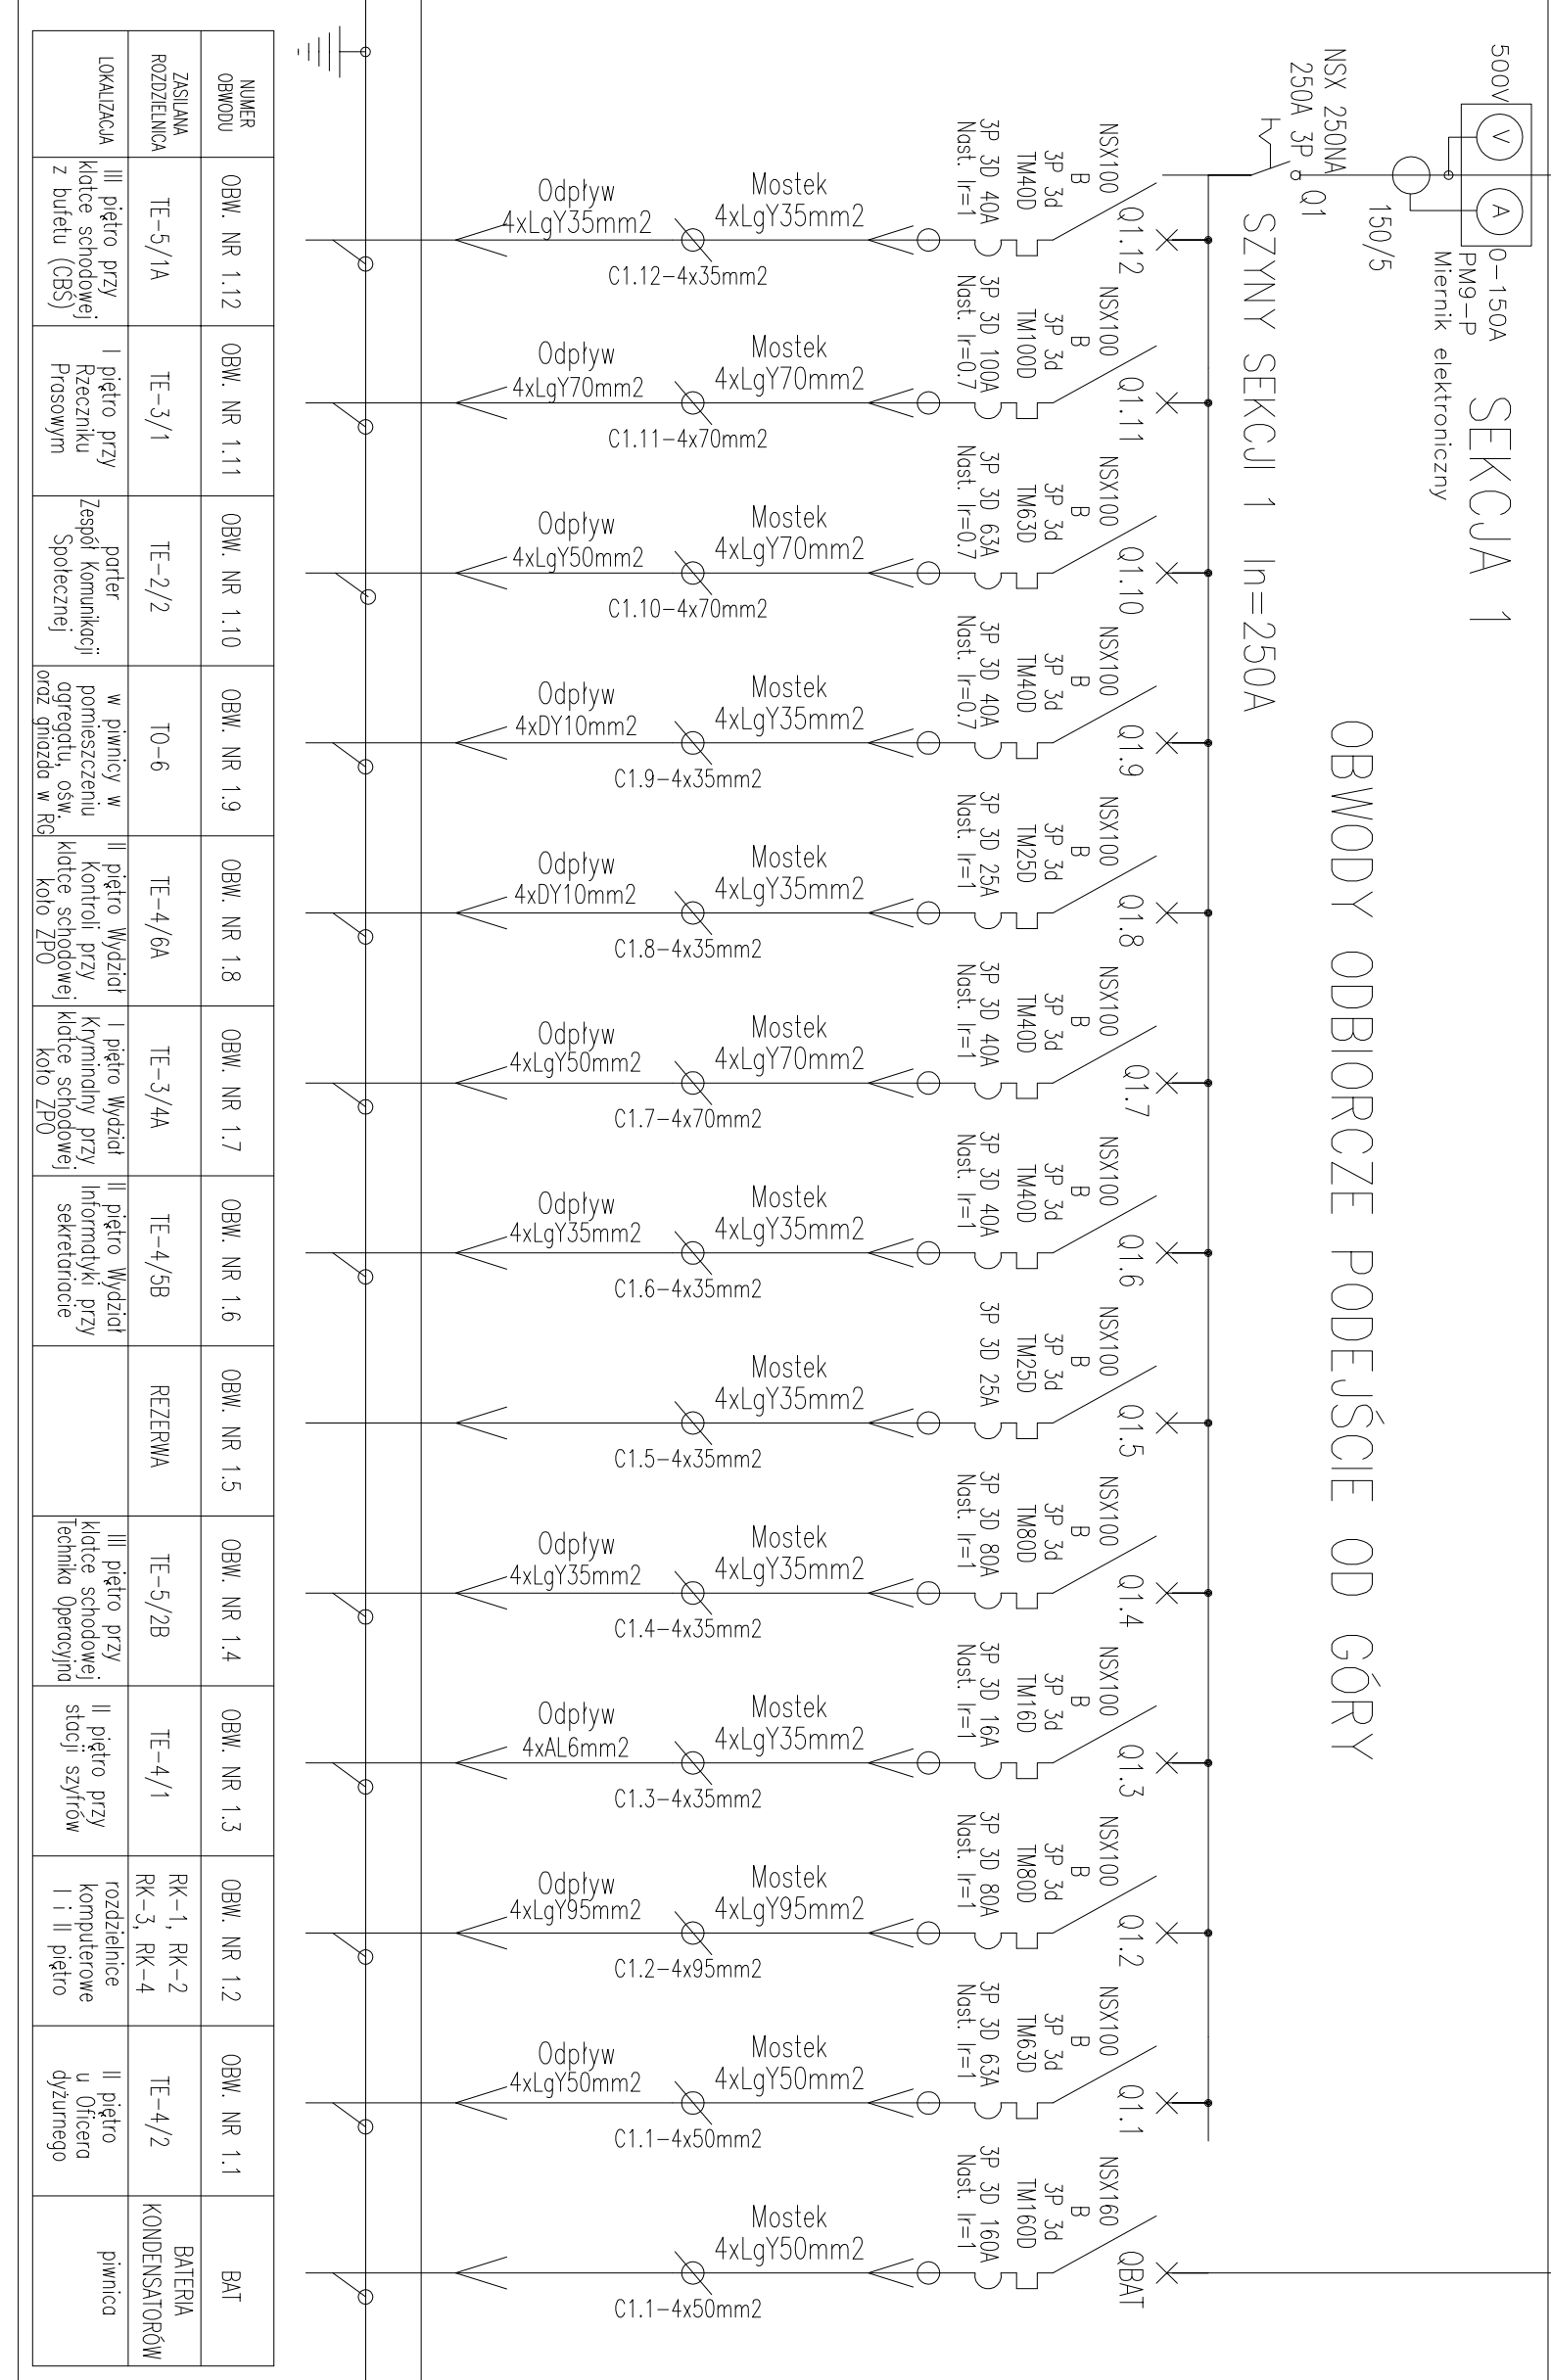 500V
V
A
0-150A
PM9-P
Miernik elektroniczny
SEKCJA 1
NSX 250NA
250A 3P
Q1
150/5
SZYNY SEKCJI 1 In=250A
OBWODY ODBIORCZE PODEJŚCIE OD GÓRY
Q1.12
NSX100
B
3P 3d
TM40D
3P 3D 40A
Nast. Ir=1
Mostek
4xLgY35mm2
C1.12-4x35mm2
Odpływ
4xLgY35mm2
Q1.11
NSX100
B
3P 3d
TM100D
3P 3D 100A
Nast. Ir=0.7
Mostek
4xLgY70mm2
C1.11-4x70mm2
Odpływ
4xLgY70mm2
Q1.10
NSX100
B
3P 3d
TM63D
3P 3D 63A
Nast. Ir=0.7
Mostek
4xLgY70mm2
C1.10-4x70mm2
Odpływ
4xLgY50mm2
Q1.9
NSX100
B
3P 3d
TM40D
3P 3D 40A
Nast. Ir=0.7
Mostek
4xLgY35mm2
C1.9-4x35mm2
Odpływ
4xDY10mm2
Q1.8
NSX100
B
3P 3d
TM25D
3P 3D 25A
Nast. Ir=1
Mostek
4xLgY35mm2
C1.8-4x35mm2
Odpływ
4xDY10mm2
Q1.7
NSX100
B
3P 3d
TM40D
3P 3D 40A
Nast. Ir=1
Mostek
4xLgY70mm2
C1.7-4x70mm2
Odpływ
4xLgY50mm2
Q1.6
NSX100
B
3P 3d
TM40D
3P 3D 40A
Nast. Ir=1
Mostek
4xLgY35mm2
C1.6-4x35mm2
Odpływ
4xLgY35mm2
Q1.5
NSX100
B
3P 3d
TM25D
3P 3D 25A
Mostek
4xLgY35mm2
C1.5-4x35mm2
Q1.4
NSX100
B
3P 3d
TM80D
3P 3D 80A
Nast. Ir=1
Mostek
4xLgY35mm2
C1.4-4x35mm2
Odpływ
4xLgY35mm2
Q1.3
NSX100
B
3P 3d
TM16D
3P 3D 16A
Nast. Ir=1
Mostek
4xLgY35mm2
C1.3-4x35mm2
Odpływ
4xAL6mm2
Q1.2
NSX100
B
3P 3d
TM80D
3P 3D 80A
Nast. Ir=1
Mostek
4xLgY95mm2
C1.2-4x95mm2
Odpływ
4xLgY95mm2
Q1.1
NSX100
B
3P 3d
TM63D
3P 3D 63A
Nast. Ir=1
Mostek
4xLgY50mm2
C1.1-4x50mm2
Odpływ
4xLgY50mm2
QBAT
NSX160
B
3P 3d
TM160D
3P 3D 160A
Nast. Ir=1
Mostek
4xLgY50mm2
C1.1-4x50mm2
NUMER
OBWODU
OBW. NR 1.12
OBW. NR 1.11
OBW. NR 1.10
OBW. NR 1.9
OBW. NR 1.8
OBW. NR 1.7
OBW. NR 1.6
OBW. NR 1.5
OBW. NR 1.4
OBW. NR 1.3
OBW. NR 1.2
OBW. NR 1.1
BAT
ZASILANA
ROZDZIELNICA
TE-5/1A
TE-3/1
TE-2/2
TO-6
TE-4/6A
TE-3/4A
TE-4/5B
REZERWA
TE-5/2B
TE-4/1
RK-1, RK-2
RK-3, RK-4
TE-4/2
BATERIA
KONDENSATORÓW
LOKALIZACJA
III piętro przy
klatce schodowej
z bufetu (CBŚ)
I piętro przy
Rzeczniku
Prasowym
parter
Zespół Komunikacji
Społecznej
w piwnicy w
pomieszczeniu
agregatu, ośw.
oraz gniazda w RG
II piętro Wydział
Kontroli przy
klatce schodowej
koło ZPO
I piętro Wydział
Kryminalny przy
klatce schodowej
koło ZPO
II piętro Wydział
Informatyki przy
sekretariacie
III piętro przy
klatce schodowej
Technika Operacyjna
II piętro przy
stacji szyfrów
rozdzielnice
komputerowe
I i II piętro
II piętro
u Oficera
dyżurnego
piwnica